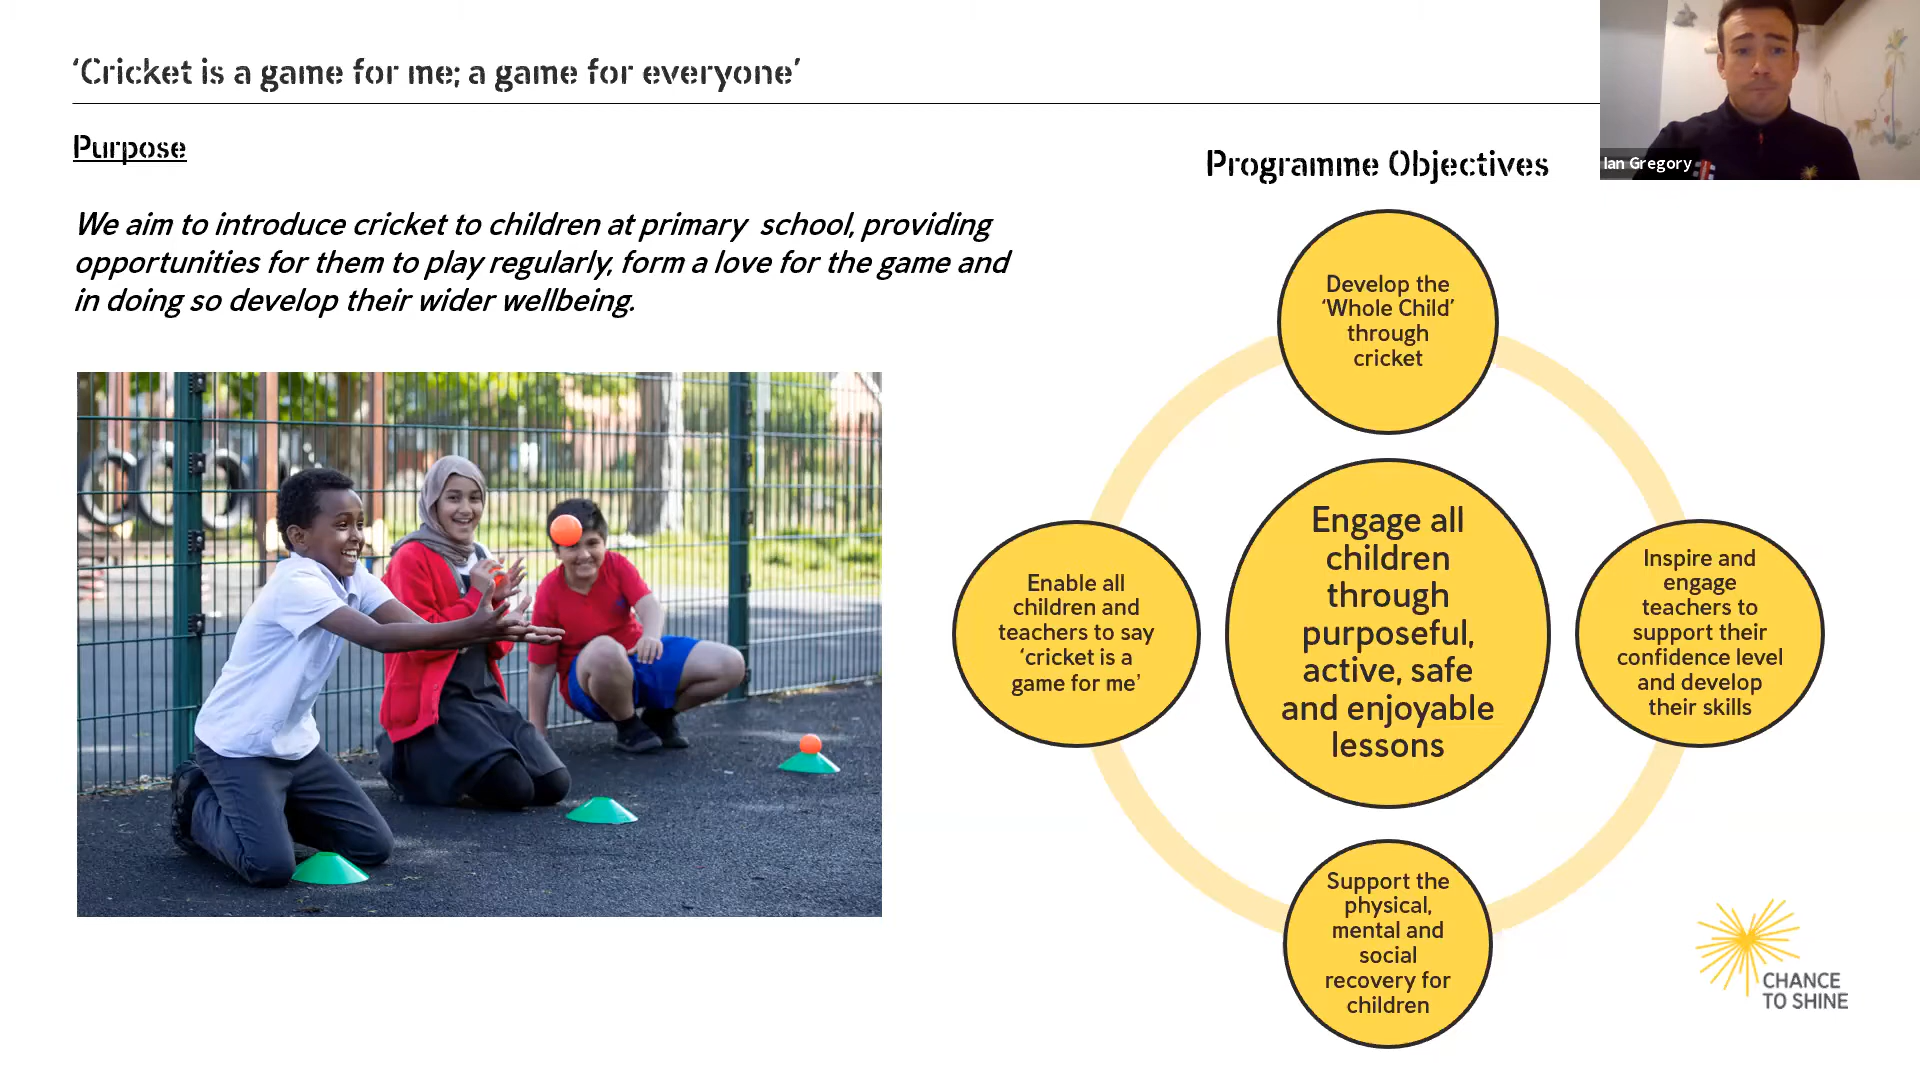 ‘Cricket is a game for me; a game for everyone’
Purpose
We aim to introduce cricket to children at primary school, providing
opportunities for them to play regularly, form a love for the game and
in doing so develop their wider wellbeing.
Programme Objectives
Ian Gregory
Develop the
‘Whole Child’
through
cricket
Enable all
children and
teachers to say
‘cricket is a
game for me’
Engage all
children
through
purposeful,
active, safe
and enjoyable
lessons
Inspire and
engage
teachers to
support their
confidence level
and develop
their skills
Support the
physical,
mental and
social
recovery for
children
CHANCE
TO SHINE